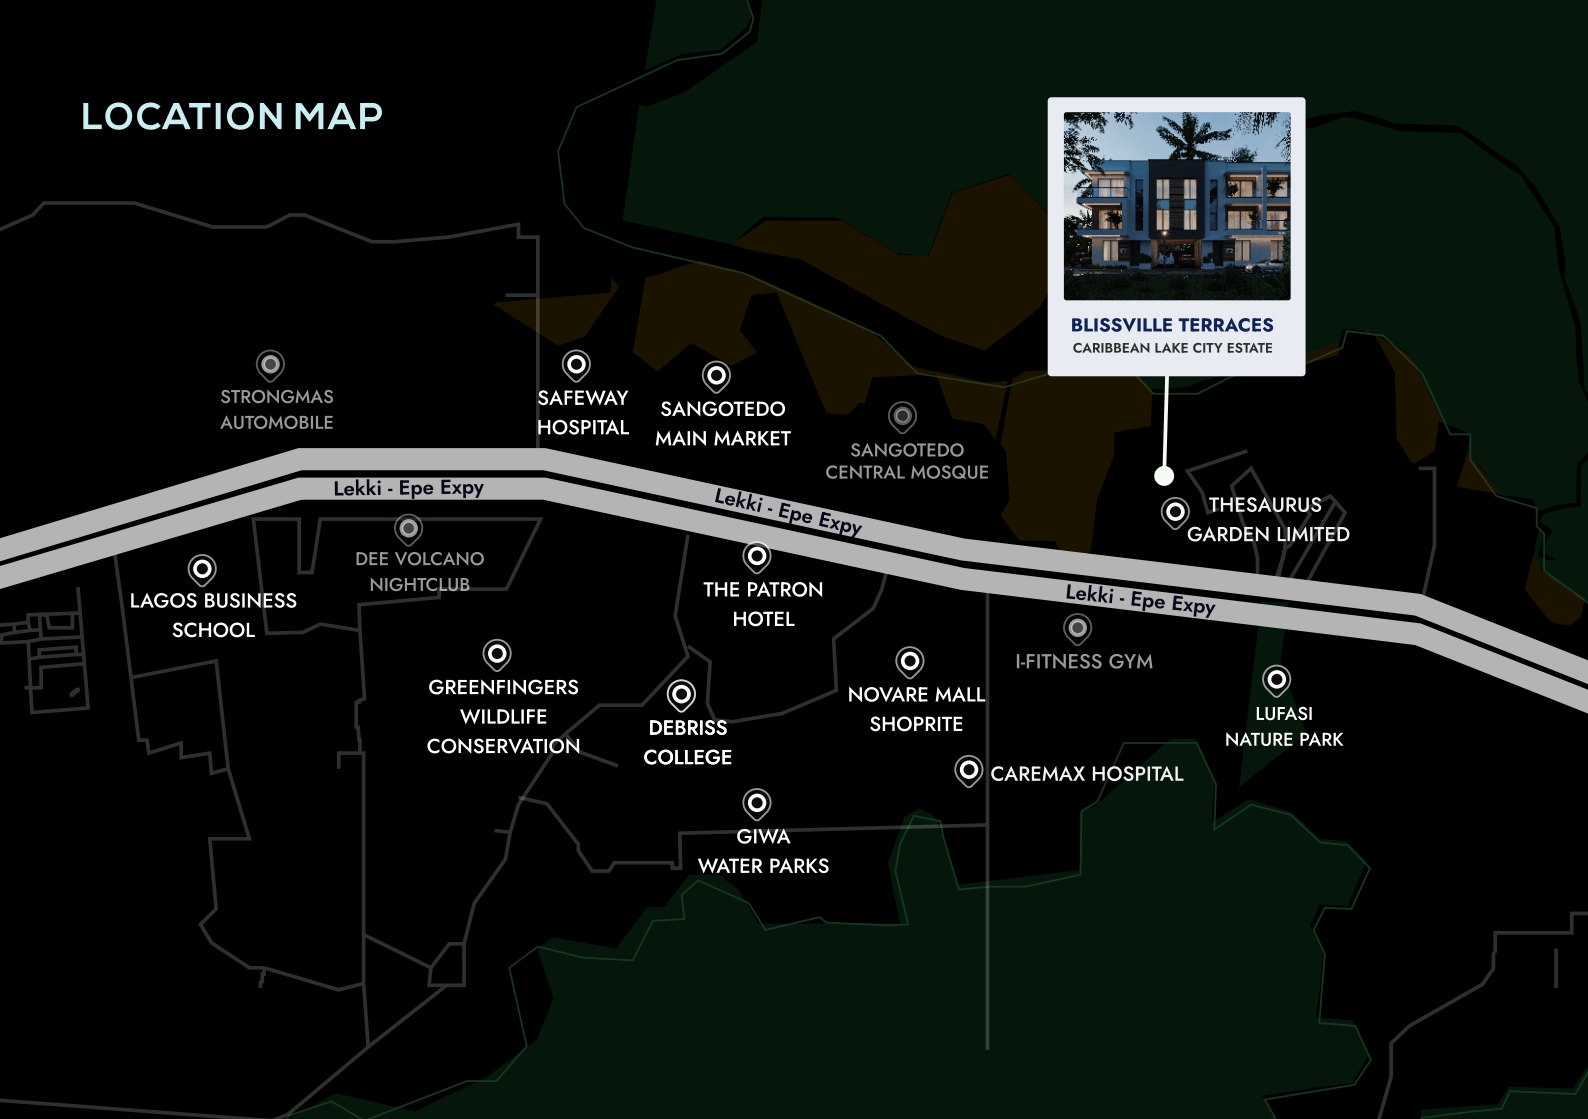 LOCATION MAP
BLISSVILLE TERRACES
CARIBBEAN LAKE CITY ESTATE
STRONGMAS
AUTOMOBILE
SAFEWAY
HOSPITAL
SANGOTEDO
MAIN MARKET
SANGOTEDO
CENTRAL MOSQUE
Lekki - Epe Expy
Lekki - Epe Expy
THESAURUS
GARDEN LIMITED
DEE VOLCANO
NIGHTCLUB
LAGOS BUSINESS
SCHOOL
THE PATRON
HOTEL
Lekki - Epe Expy
I-FITNESS GYM
GREENFINGERS
WILDLIFE
CONSERVATION
DEBRISS
COLLEGE
NOVARE MALL
SHOPRITE
LUFASI
NATURE PARK
CAREMAX HOSPITAL
GIWA
WATER PARKS